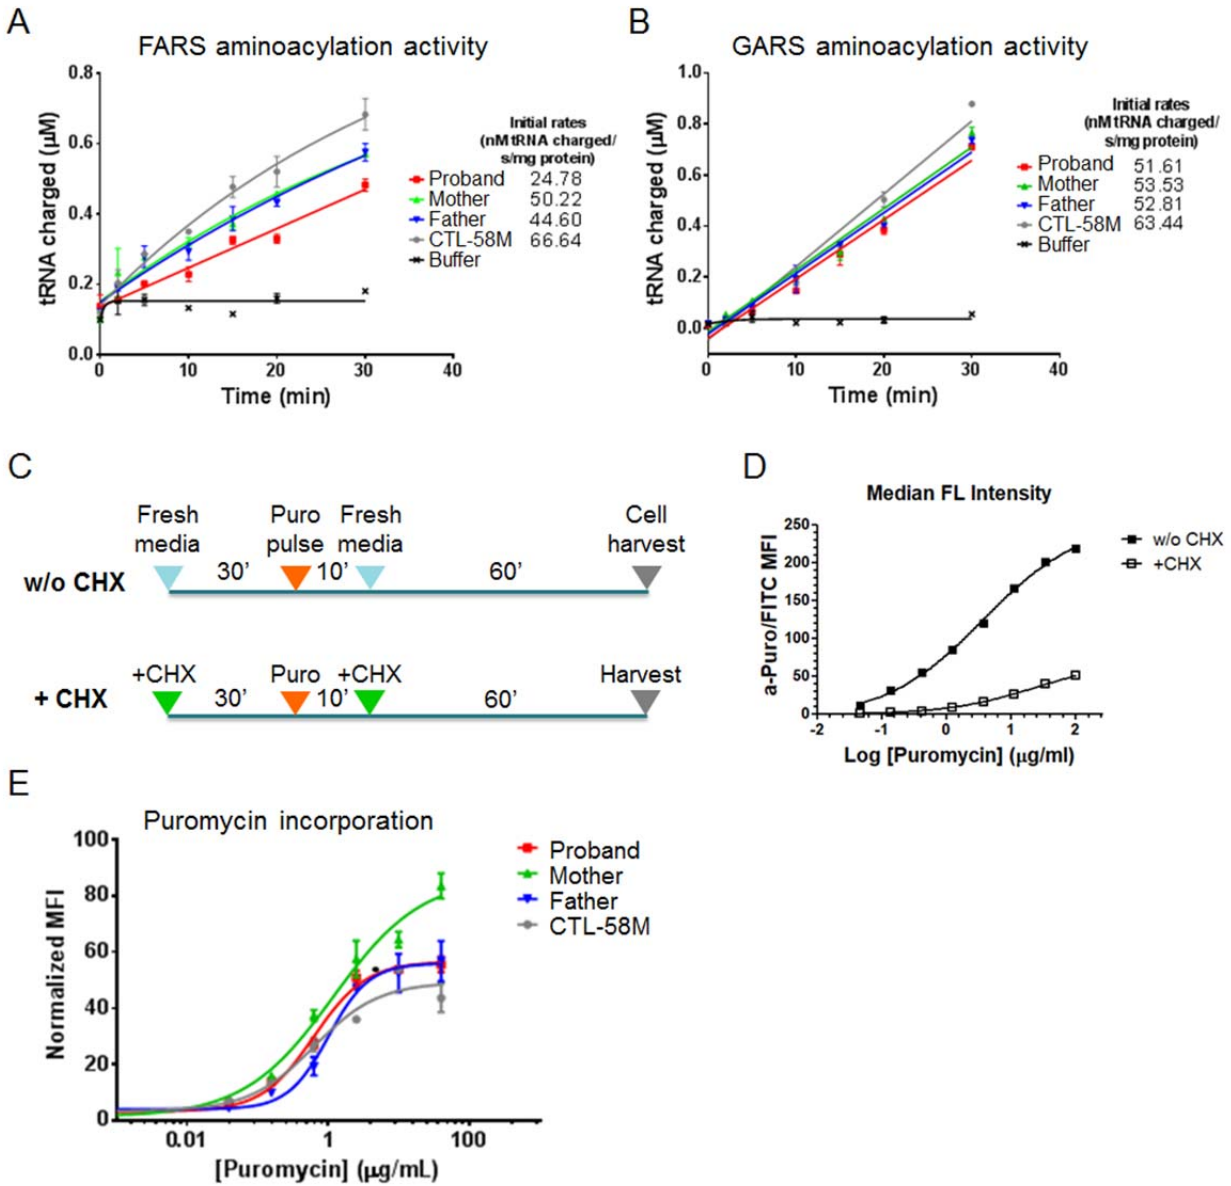 A
FARS aminoacylation activity
tRNA charged (µM)
0.8
0.6
0.4
0.2
0.0
0
10
20
30
40
Time (min)
Initial rates
(nM tRNA charged/
s/mg protein)
Proband 24.78
Mother 50.22
Father 44.60
CTL-58M 66.64
Buffer
B
GARS aminoacylation activity
tRNA charged (µM)
1.0
0.8
0.6
0.4
0.2
0.0
0
10
20
30
40
Time (min)
Initial rates
(nM tRNA charged/
s/mg protein)
Proband 51.61
Mother 53.53
Father 52.81
CTL-58M 63.44
Buffer
C
Fresh media
Puro pulse
Fresh media
Cell harvest
w/o CHX
30’
10’
60’
+CHX
Puro
+CHX
Harvest
+ CHX
30’
10’
60’
D
Median FL Intensity
a-Puro/FITC MFI
250
200
150
100
50
0
-2
-1
0
1
2
Log [Puromycin] (µg/ml)
w/o CHX
+CHX
E
Puromycin incorporation
Normalized MFI
100
80
60
40
20
0
0.01
1
100
[Puromycin] (µg/mL)
Proband
Mother
Father
CTL-58M